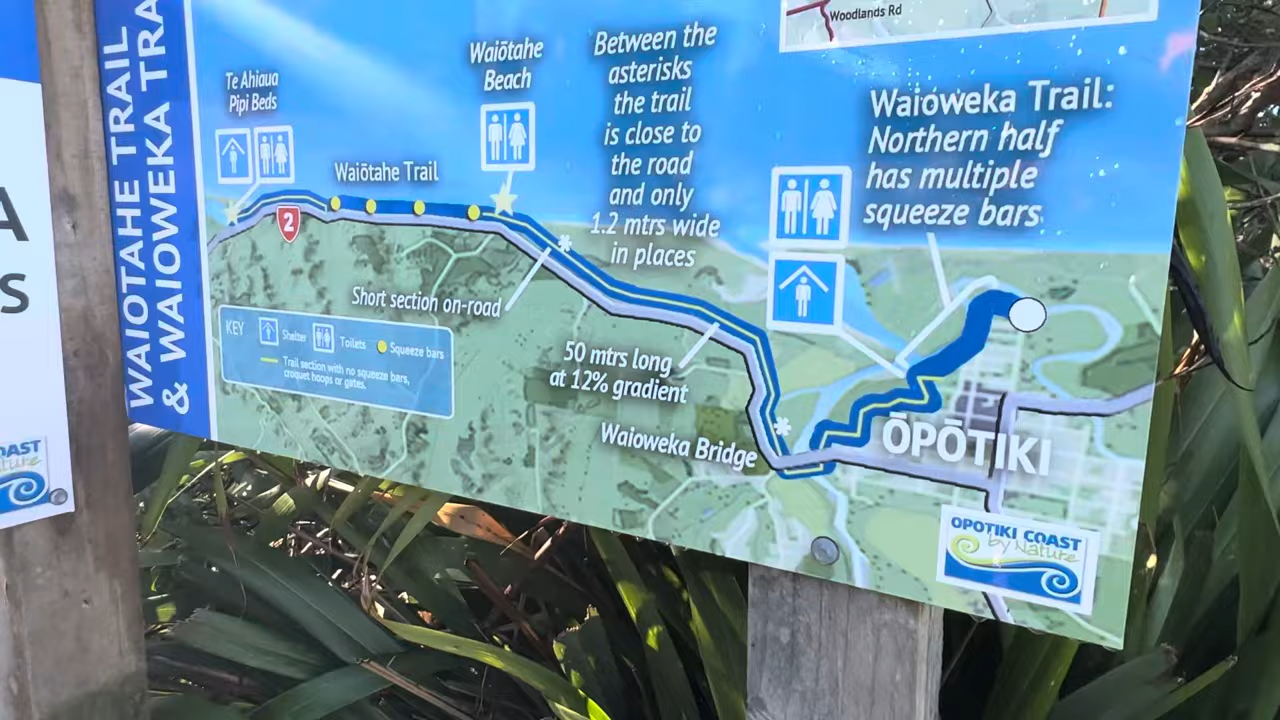 WAIOTAHE TRAIL
& WAIOWEKA TRA
A
S
OAST
ature
Woodlands Rd
Te Ahiaua
Pipi Beds
Waiōtahe
Beach
Between the
asterisks
the trail
is close to
the road
and only
1.2 mtrs wide
in places
Waioweka Trail:
Northern half
has multiple
squeeze bars
Waiōtahe Trail
2
*
Short section on-road
50 mtrs long
at 12% gradient
*
Waioweka Bridge
ŌPŌTIKI
KEY
Shelter
Toilets
Squeeze bars
Trail section with no squeeze bars,
croquet hoops or gates,
OPOTIKI COAST
by Nature